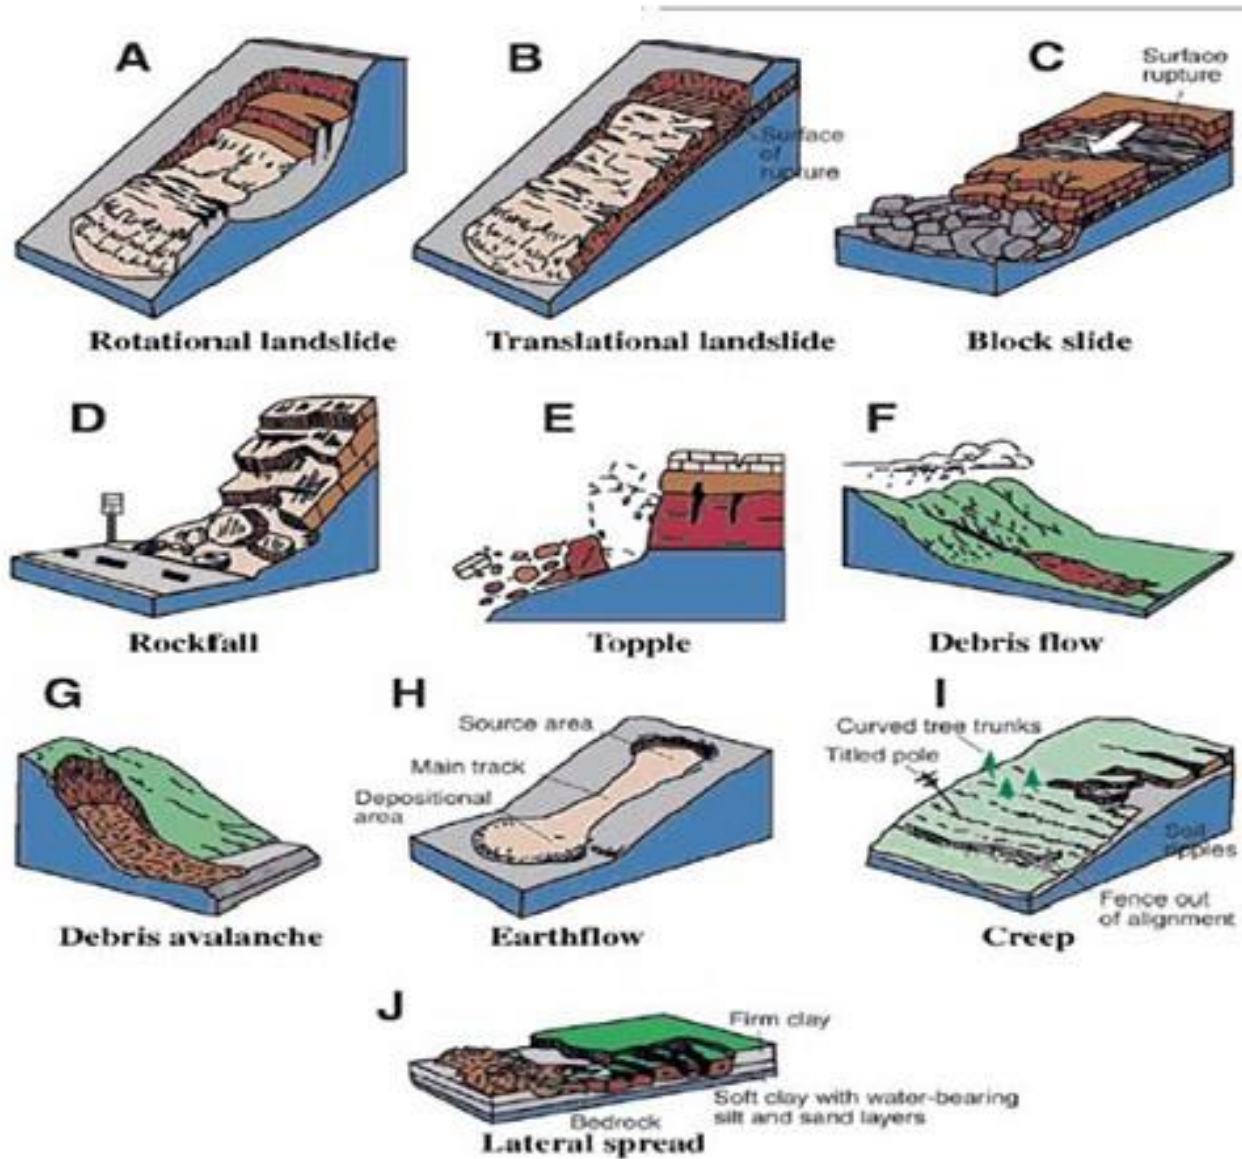 A
B
C
Surface
rupture
Surface
of
rupture
Rotational landslide
Translational landslide
Block slide
D
E
F
Rockfall
Topple
Debris flow
G
H
I
Source area
Main track
Depositional
area
Curved tree trunks
Titled pole
Soil
ripples
Fence out
of alignment
Debris avalanche
Earthflow
Creep
J
Firm clay
Soft clay with water-bearing
silt and sand layers
Bedrock
Lateral spread